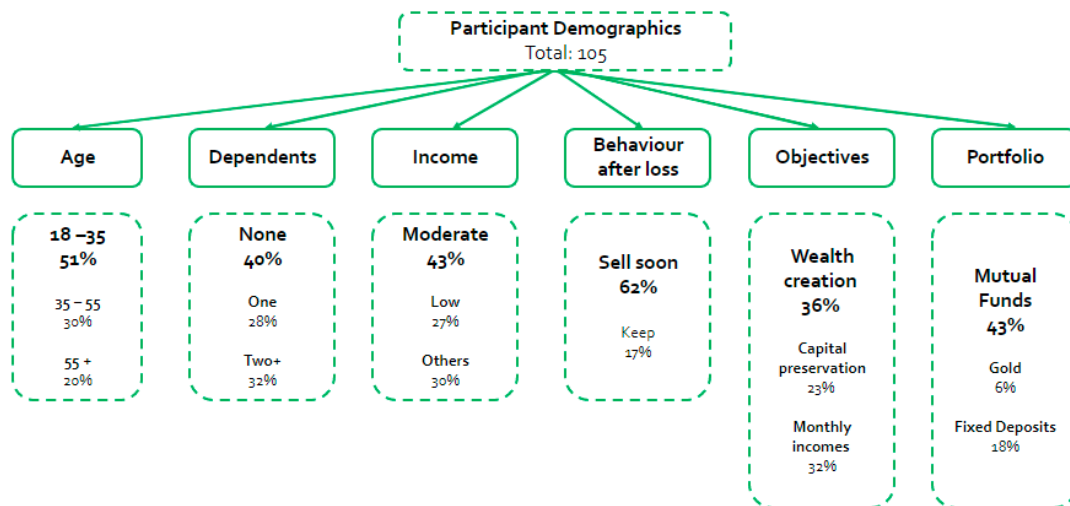 Participant Demographics
Total: 105
Age
Dependents
Income
Behaviour
after loss
Objectives
Portfolio
18 –35
51%
35 – 55
30%
55 +
20%
None
40%
One
28%
Two+
32%
Moderate
43%
Low
27%
Others
30%
Sell soon
62%
Keep
17%
Wealth
creation
36%
Capital
preservation
23%
Monthly
incomes
32%
Mutual
Funds
43%
Gold
6%
Fixed Deposits
18%